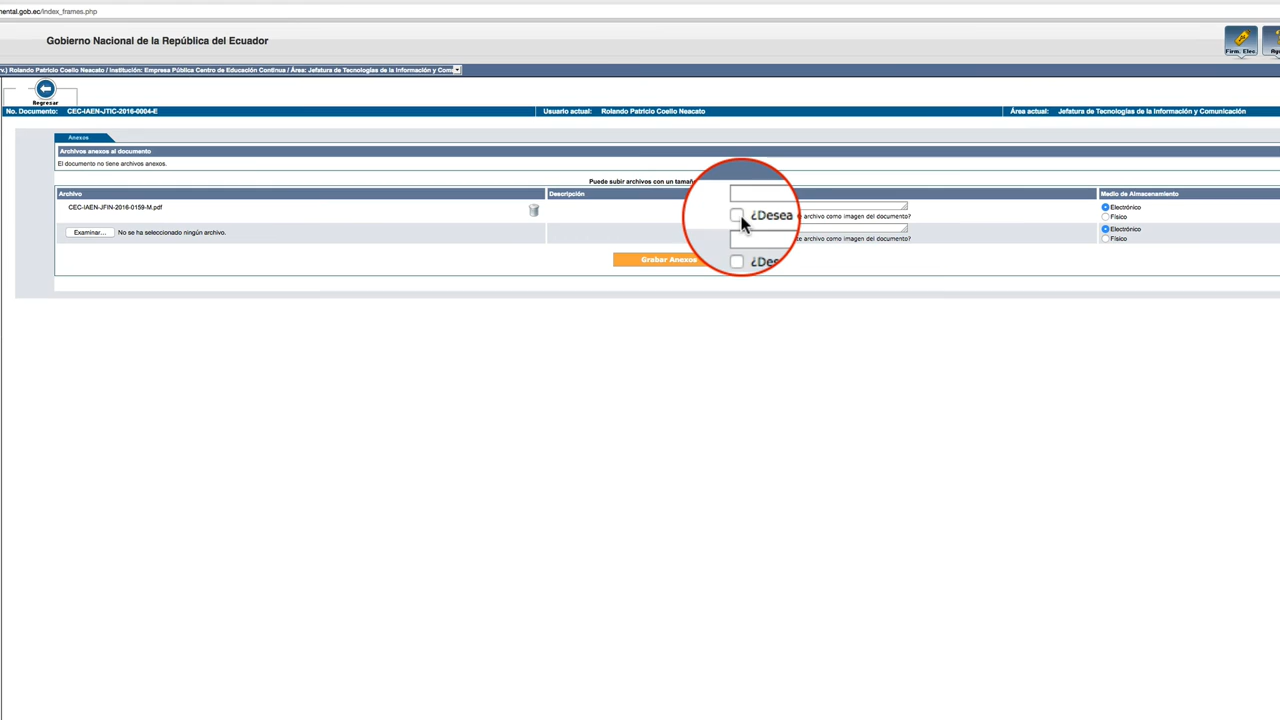 mental.gob.ec/index_frames.php
Gobierno Nacional de la República del Ecuador
Firm. Elec.
rv.) Rolando Patricio Coello Neacato / Institución: Empresa Pública Centro de Educación Continua / Área: Jefatura de Tecnologías de la Información y Com
Regresar
No. Documento: CEC-IAEN-JTIC-2016-0004-E Usuario actual: Rolando Patricio Coello Neacato Área actual: Jefatura de Tecnologías de la Información y Comunicación
Anexos
Archivos anexos al documento
El documento no tiene archivos anexos.
Puede subir archivos con un tamaño
Archivo Descripción Medio de Almacenamiento
CEC-IAEN-JFIN-2016-0159-M.pdf ¿Desea archivo como imagen del documento? Electrónico
Físico
Examinar... No se ha seleccionado ningún archivo. archivo como imagen del documento? Electrónico
Físico
Grabar Anexos ¿Des